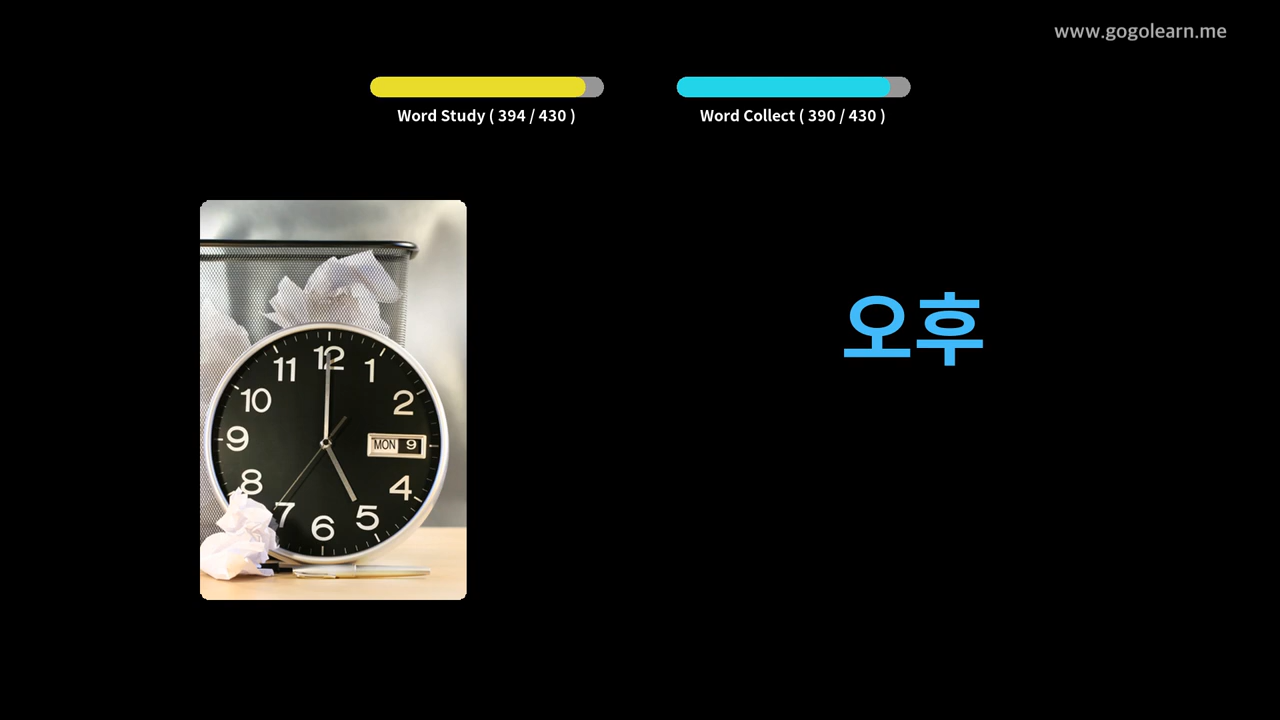 www.gogolearn.me
Word Study ( 394 / 430 )
Word Collect ( 390 / 430 )
오후
12
11
1
10
2
9
MON 9
8
4
7
5
6